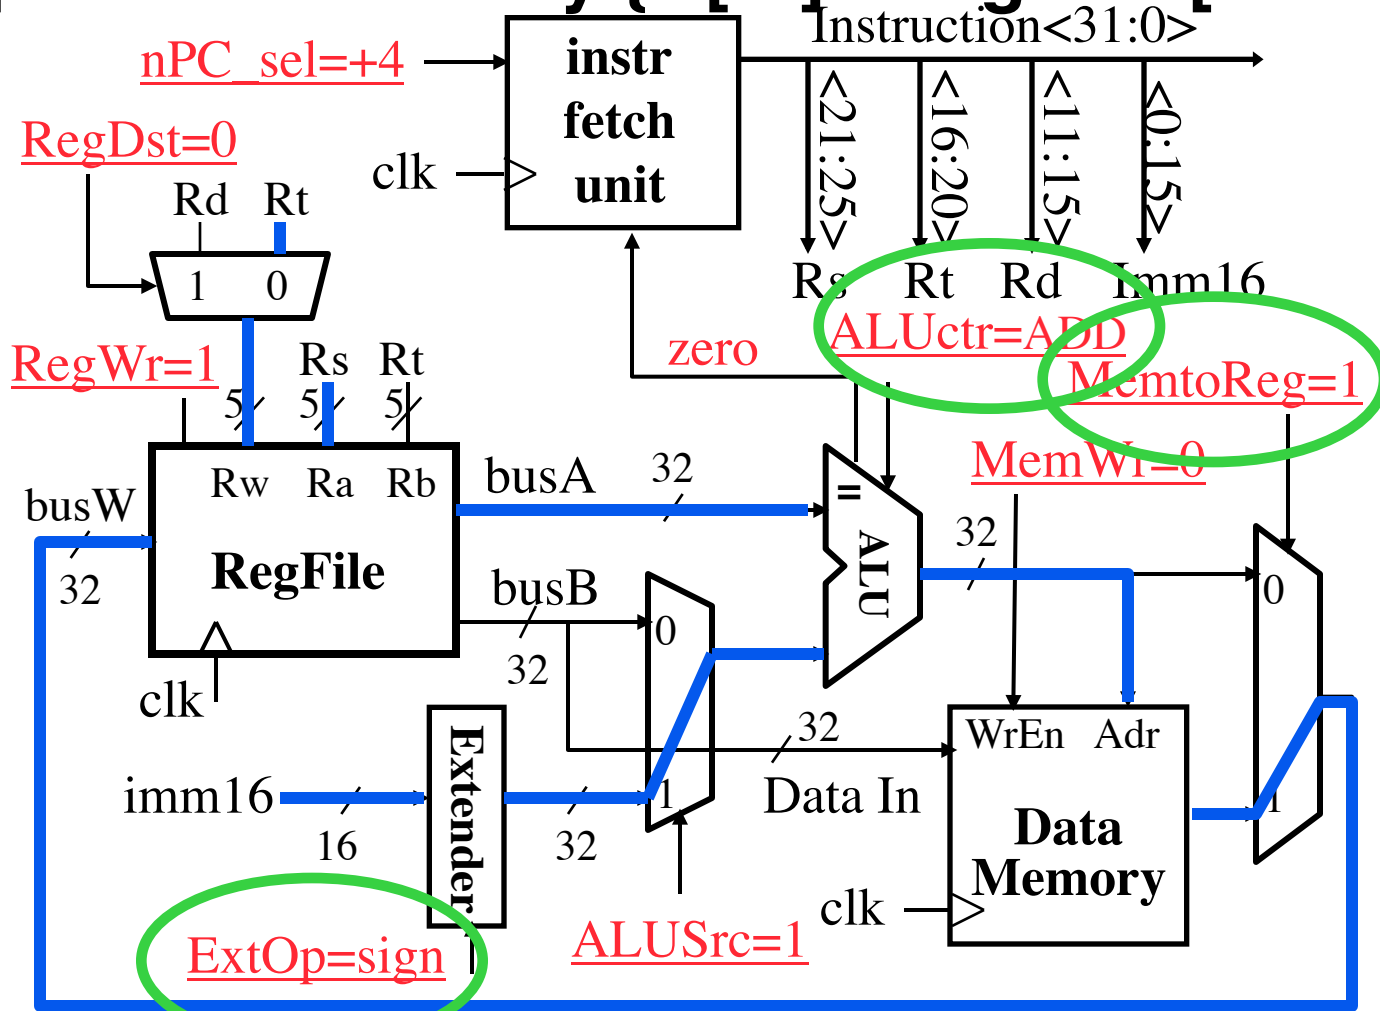 Instruction<31:0>
nPC_sel=+4
instr
fetch
unit
clk
<21:25>
<16:20>
<11:15>
<0:15>
RegDst=0
Rd Rt
1 0
Rs Rt Rd Imm16
ALUctr=ADD
zero
MemtoReg=1
RegWr=1
Rs Rt
5 5 5
MemWr=0
Rw Ra Rb
busA 32
=
busW
32
RegFile
ALU
32
busB
0
0
32
clk
Extender
32
WrEn Adr
imm16
1
Data In
1
16
32
Data
Memory
clk
ExtOp=sign
ALUSrc=1